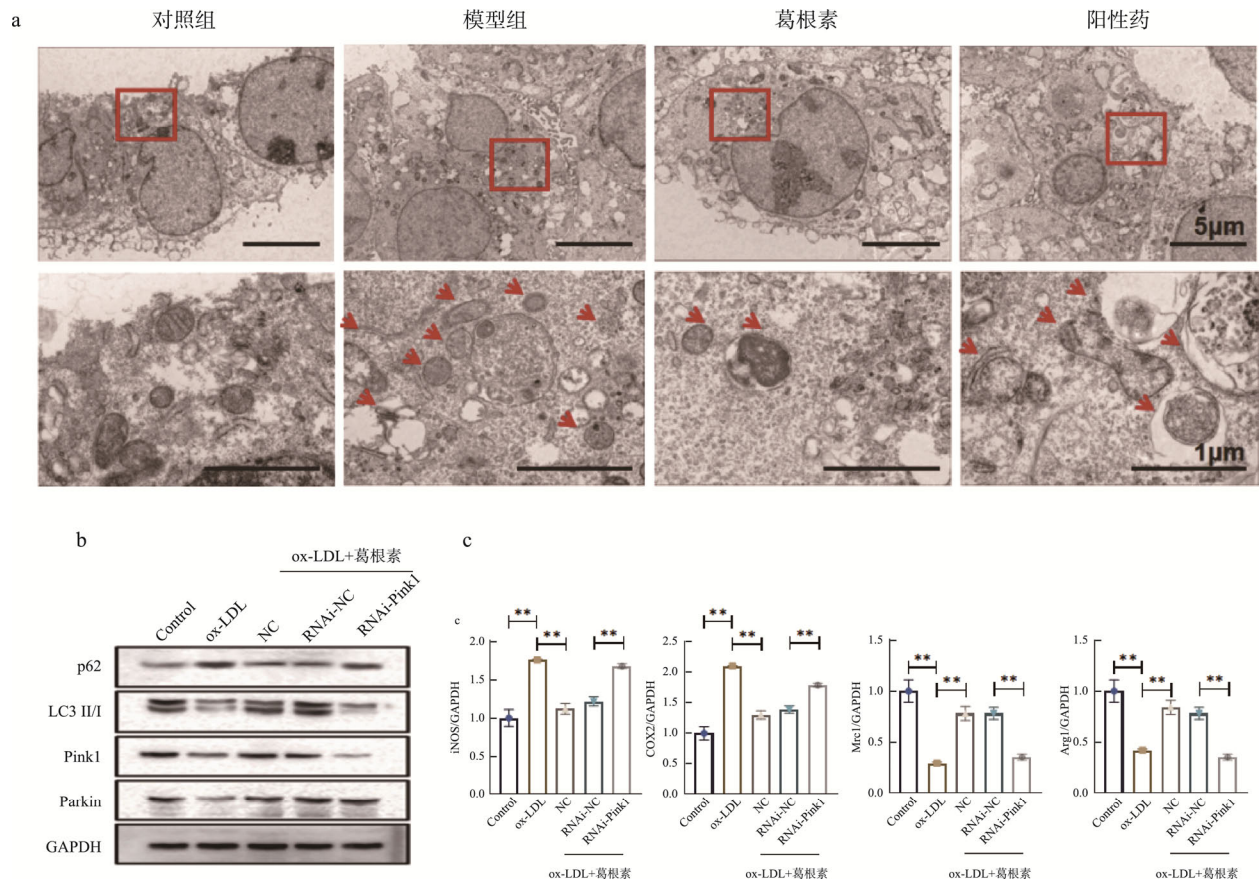 a
对照组 模型组 葛根素 阳性药
5μm
1μm
b
ox-LDL+葛根素
Control ox-LDL NC RNAi-NC RNAi-Pink1
p62
LC3 II/I
Pink1
Parkin
GAPDH
c
c
iNOS/GAPDH
2.0
1.5
1.0
0.5
0.0
** ** **
Control ox-LDL NC RNAi-NC RNAi-Pink1
ox-LDL+葛根素
COX2/GAPDH
2.5
2.0
1.5
1.0
0.5
0.0
** ** **
Control ox-LDL NC RNAi-NC RNAi-Pink1
ox-LDL+葛根素
Mrc1/GAPDH
1.5
1.0
0.5
0.0
** ** **
Control ox-LDL NC RNAi-NC RNAi-Pink1
ox-LDL+葛根素
Arg1/GAPDH
1.5
1.0
0.5
0.0
** ** **
Control ox-LDL NC RNAi-NC RNAi-Pink1
ox-LDL+葛根素